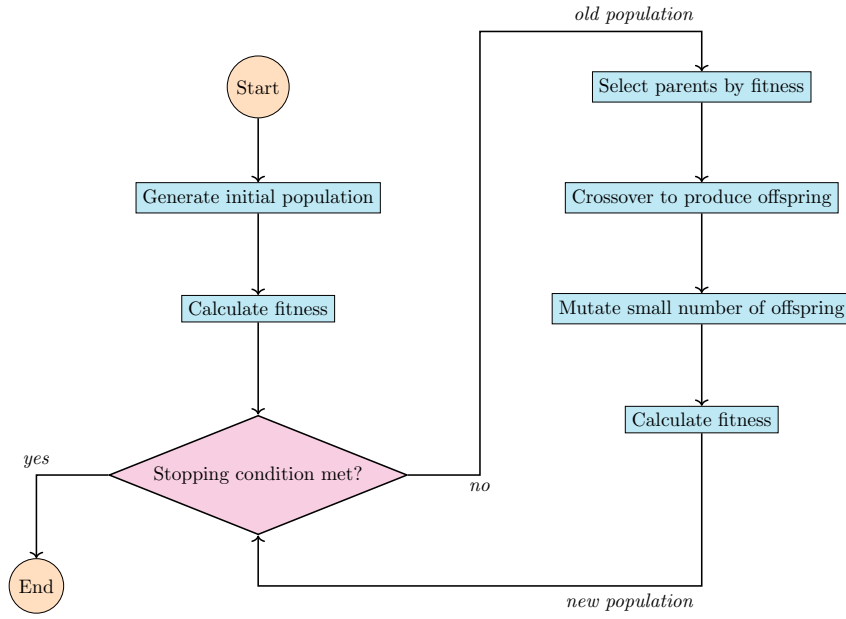 Start
Generate initial population
Calculate fitness
Stopping condition met?
yes
End
no
old population
Select parents by fitness
Crossover to produce offspring
Mutate small number of offspring
Calculate fitness
new population